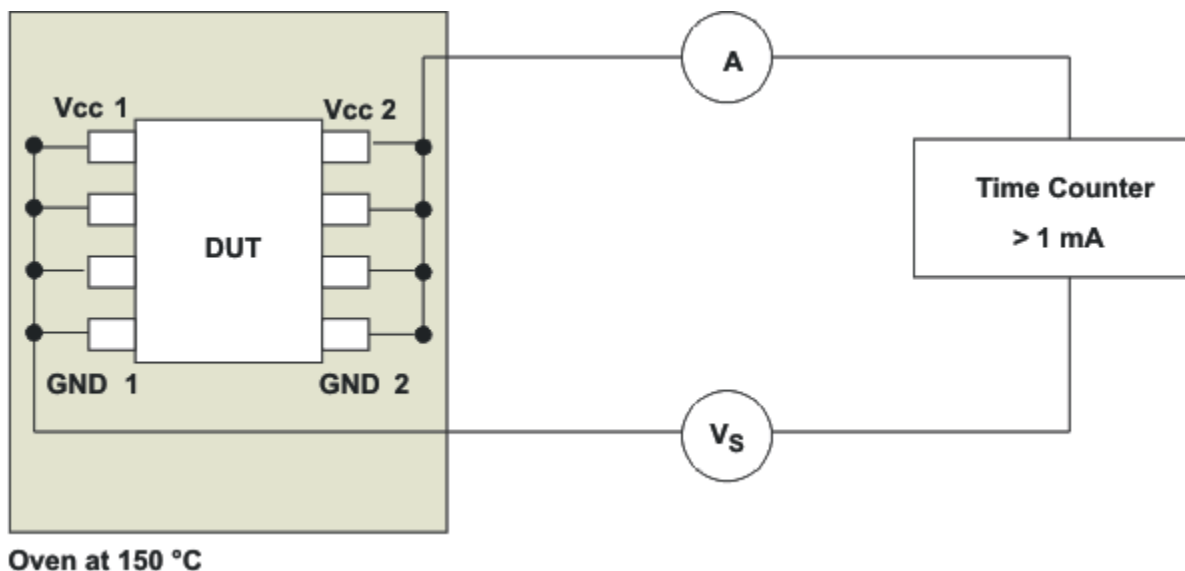 A
Vcc 1
Vcc 2
Time Counter
> 1 mA
DUT
GND 1
GND 2
VS
Oven at 150 °C